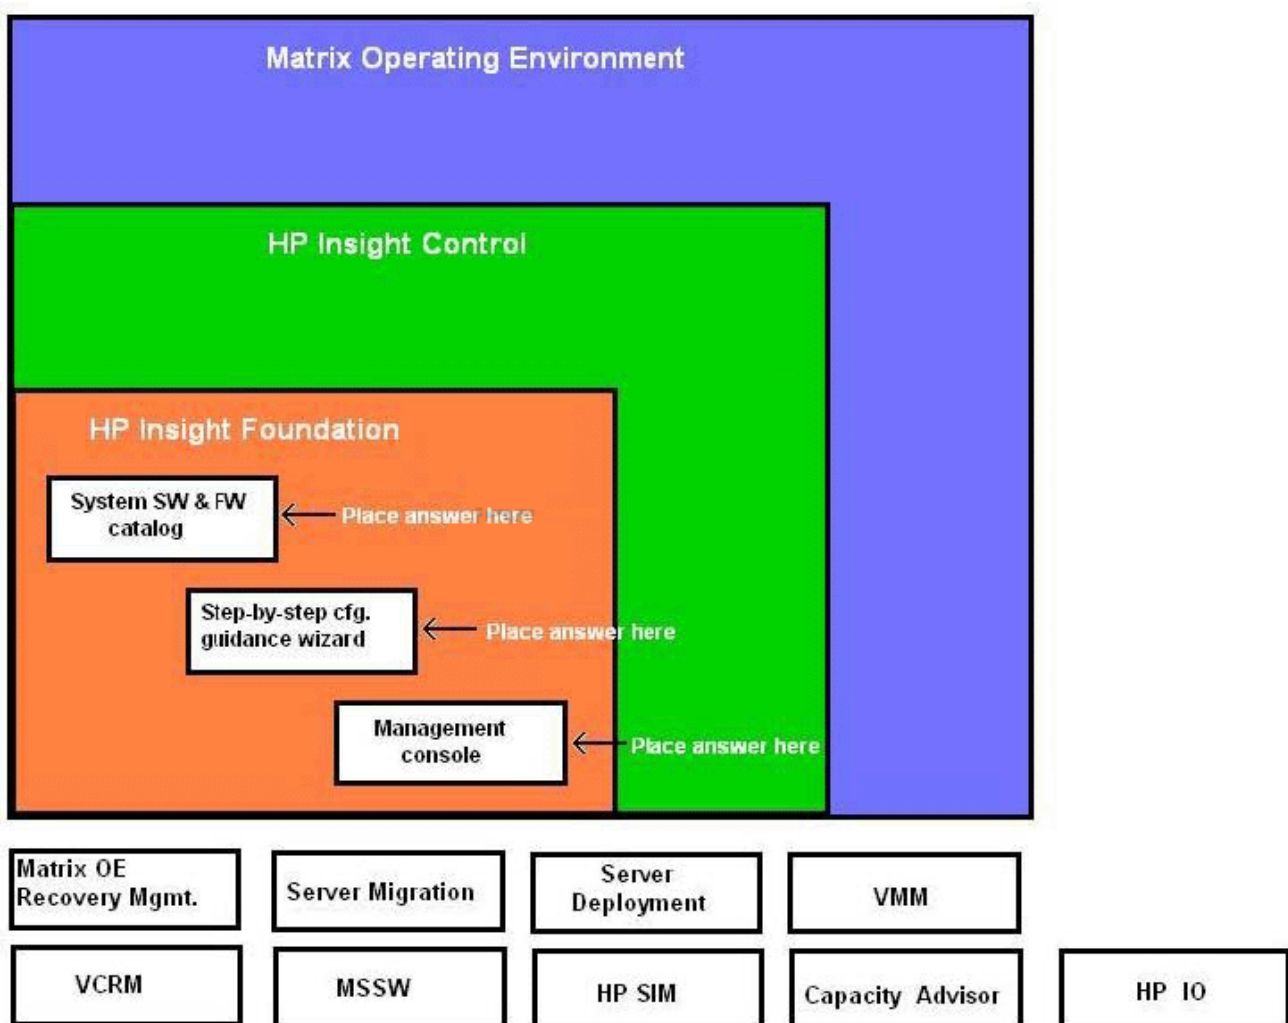 Matrix Operating Environment
HP Insight Control
HP Insight Foundation
System SW & FW
catalog
Place answer here
Step-by-step cfg.
guidance wizard
Place answer here
Management
console
Place answer here
Matrix OE
Recovery Mgmt.
Server Migration
Server
Deployment
VMM
VCRM
MSSW
HP SIM
Capacity Advisor
HP IO